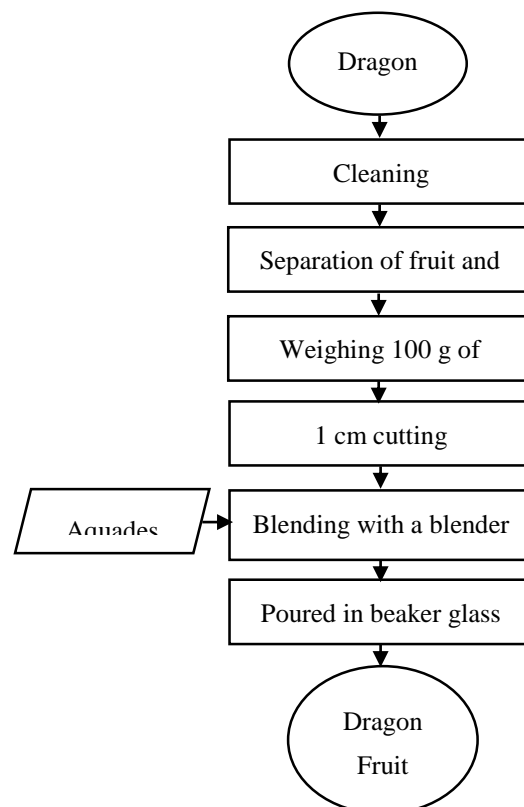 Dragon
Cleaning
Separation of fruit and
Weighing 100 g of
1 cm cutting
Aquades
Blending with a blender
Poured in beaker glass
Dragon
Fruit